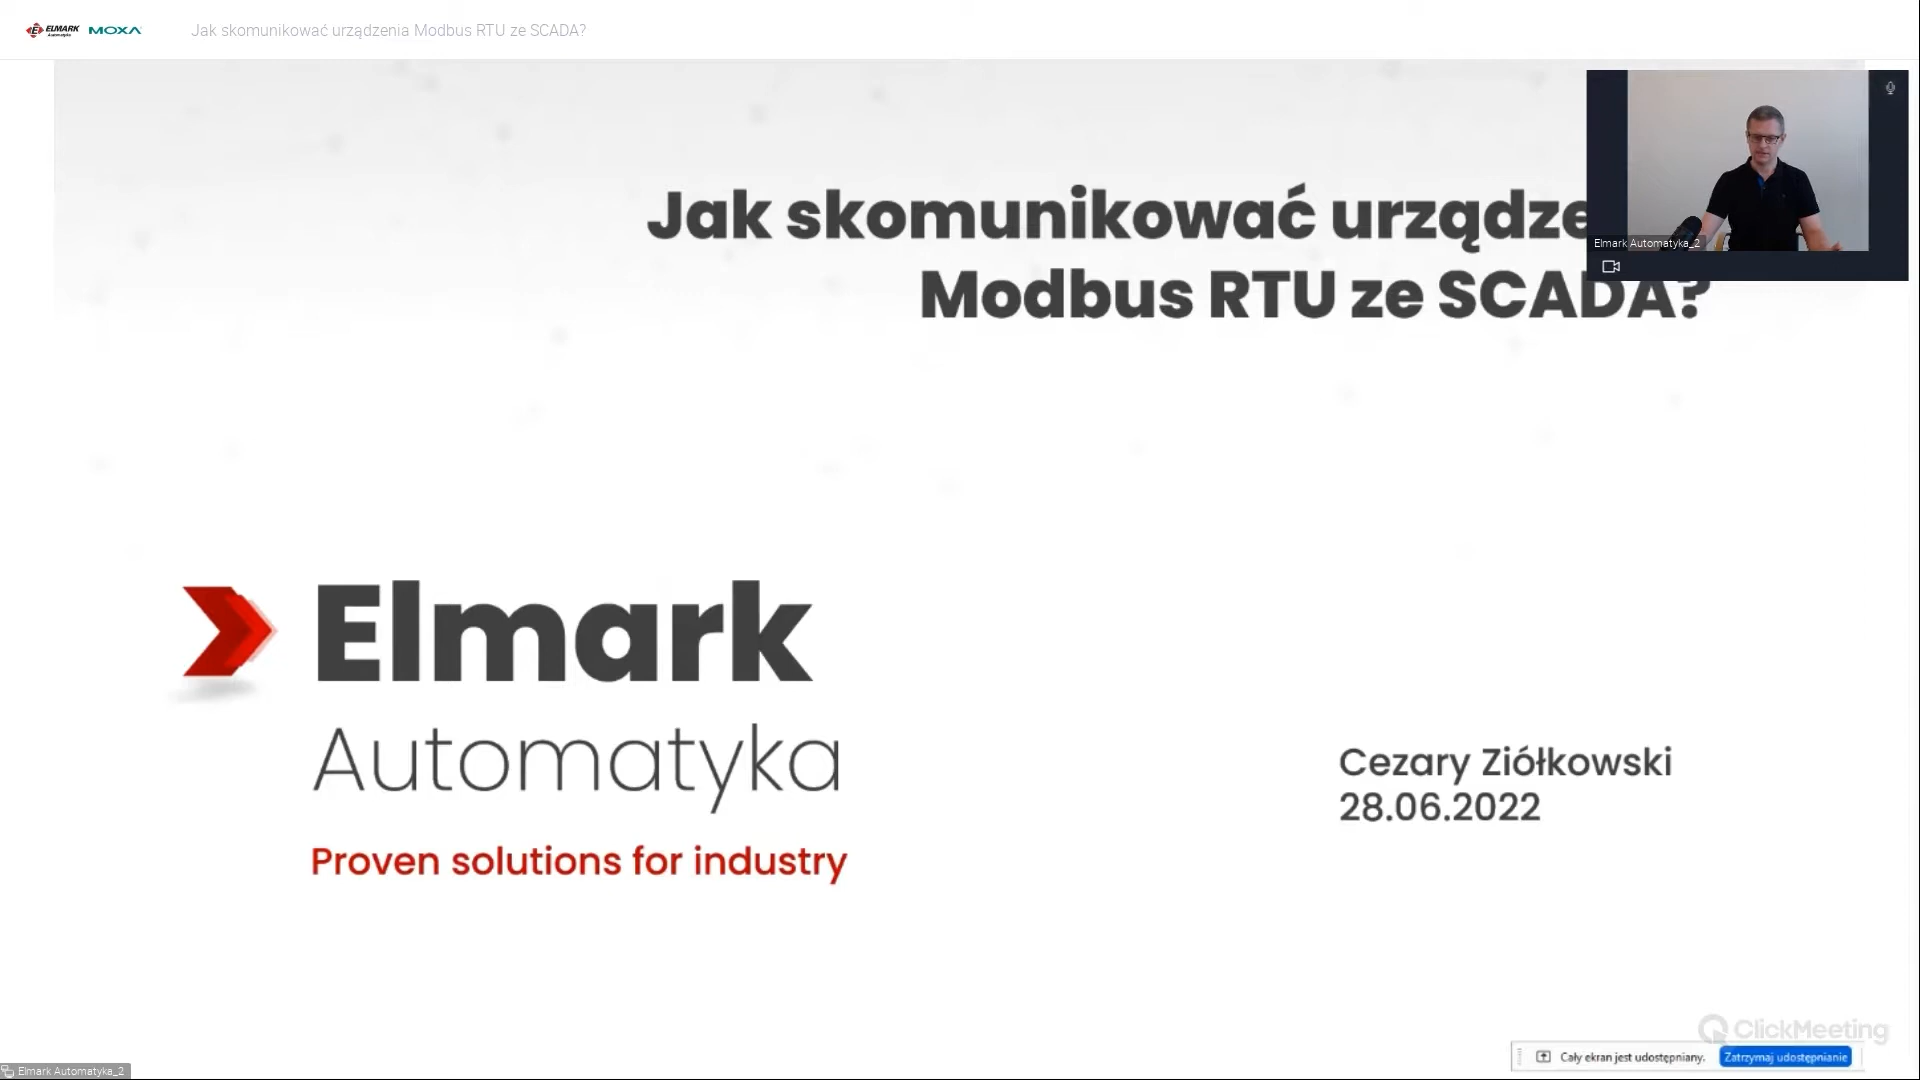 ELMARK
Automatyka
MOXA
Jak skomunikować urządzenia Modbus RTU ze SCADA?
Jak skomunikować urządze
Modbus RTU ze SCADA?
Elmark Automatyka_2
Elmark
Automatyka
Proven solutions for industry
Cezary Ziółkowski
28.06.2022
ClickMeeting
Cały ekran jest udostępniany.
Zatrzymaj udostępnianie
Elmark Automatyka_2